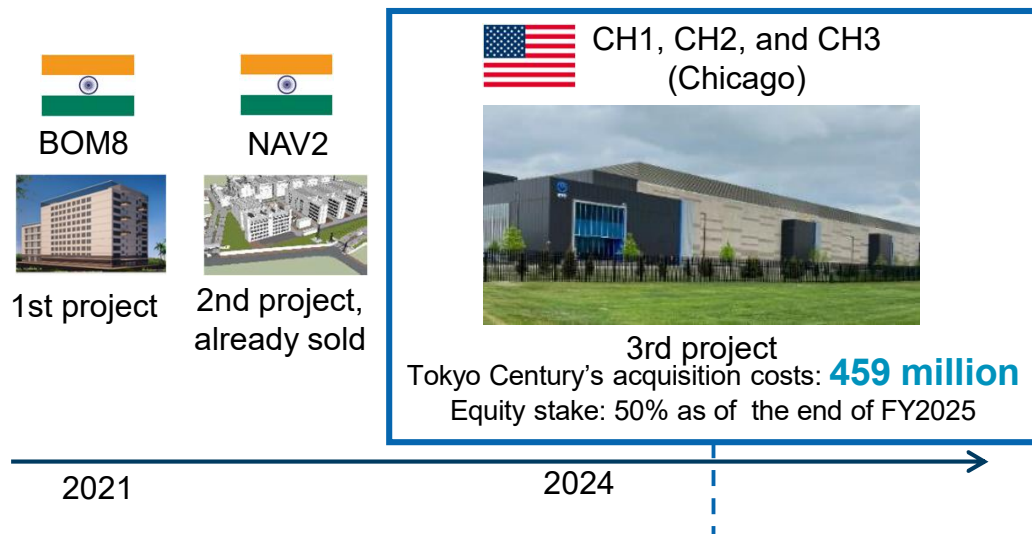 BOM8
1st project
NAV2
2nd project,
already sold
CH1, CH2, and CH3
(Chicago)
3rd project
Tokyo Century’s acquisition costs: 459 million
Equity stake: 50% as of the end of FY2025
2021
2024